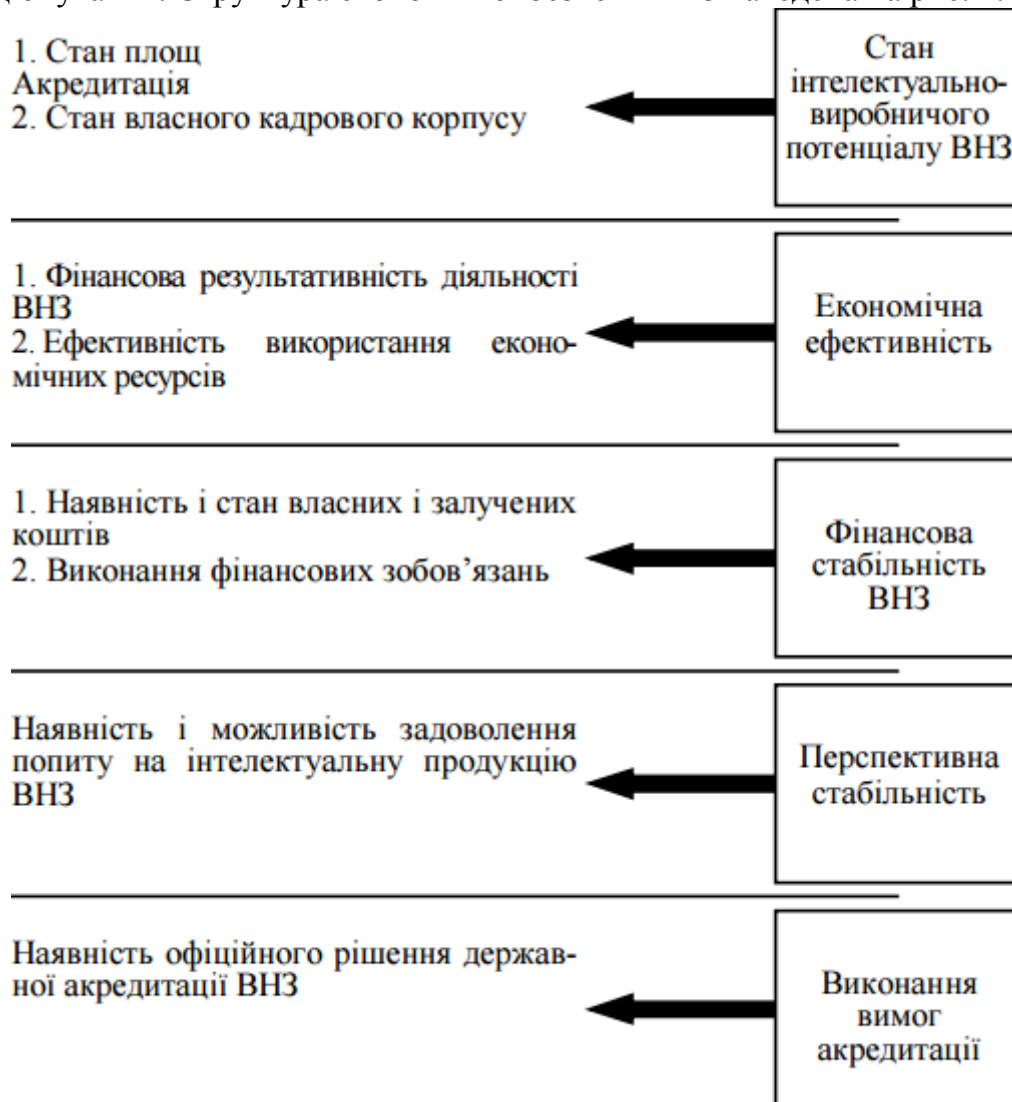 1. Стан площ
Акредитація
2. Стан власного кадрового корпусу
Стан
інтелектуально-
виробничого
потенціалу ВНЗ
1. Фінансова результативність діяльності
ВНЗ
2. Ефективність використання еконо-
мічних ресурсів
Економічна
ефективність
1. Наявність і стан власних і залучених
коштів
2. Виконання фінансових зобов’язань
Фінансова
стабільність
ВНЗ
Наявність і можливість задоволення
попиту на інтелектуальну продукцію
ВНЗ
Перспективна
стабільність
Наявність офіційного рішення держав-
ної акредитації ВНЗ
Виконання
вимог
акредитації